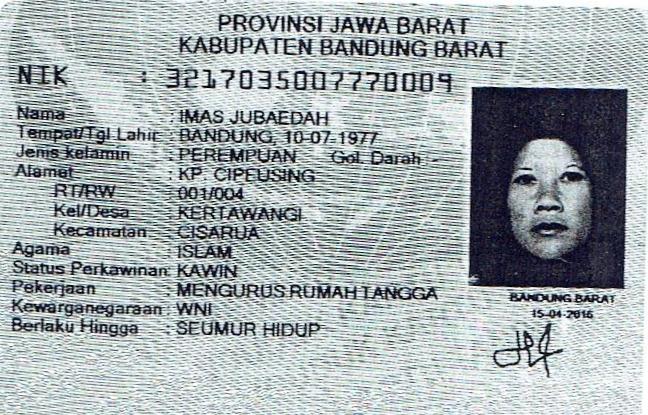 PROVINSI JAWA BARAT
KABUPATEN BANDUNG BARAT
NIK : 3217035007770009
Nama : IMAS JUBAEDAH
Tempat/Tgl Lahir : BANDUNG, 10-07-1977
Jenis kelamin : PEREMPUAN Gol. Darah : -
Alamat : KP. CIPEUSING
RT/RW : 001/004
Kel/Desa : KERTAWANGI
Kecamatan : CISARUA
Agama : ISLAM
Status Perkawinan: KAWIN
Pekerjaan : MENGURUS RUMAH TANGGA
Kewarganegaraan : WNI
Berlaku Hingga : SEUMUR HIDUP
BANDUNG BARAT
15-04-2016